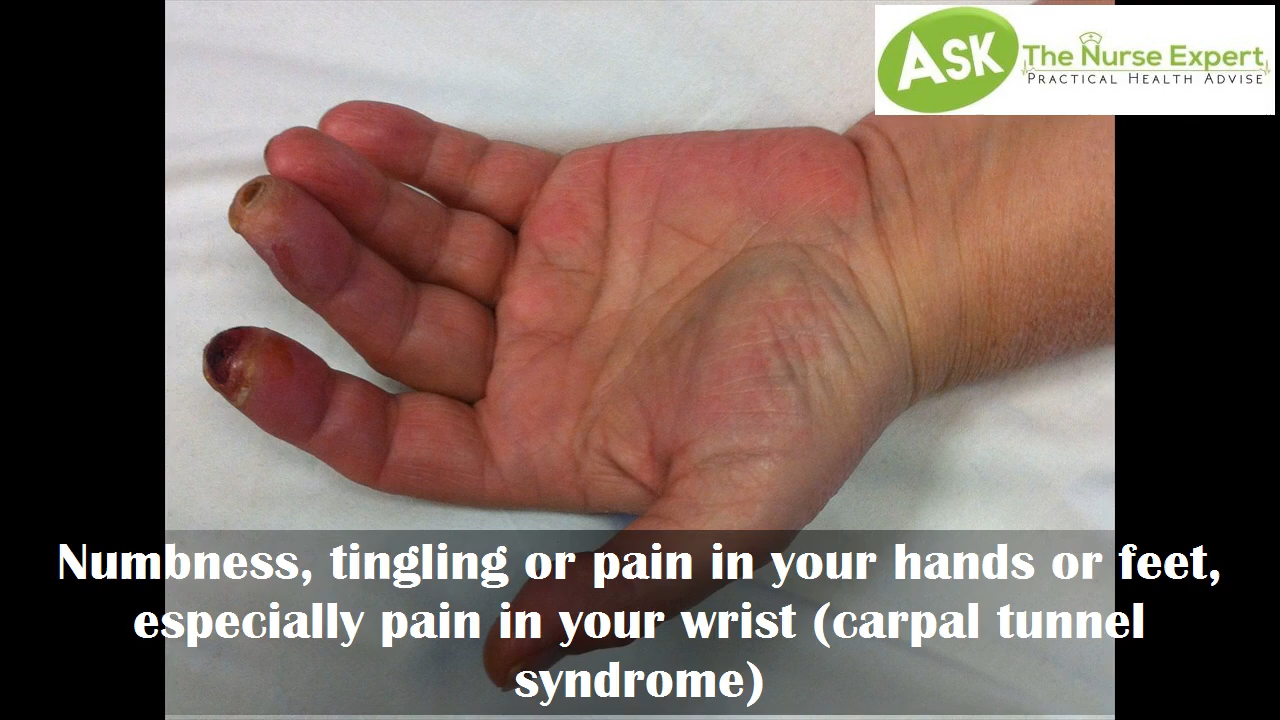 ASK The Nurse Expert
PRACTICAL HEALTH ADVISE
Numbness, tingling or pain in your hands or feet,
especially pain in your wrist (carpal tunnel
syndrome)